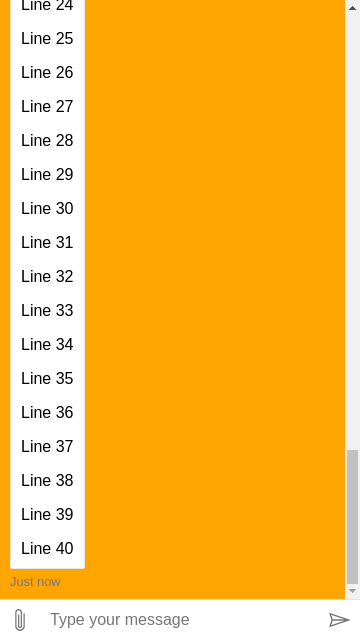 Line 24
Line 25
Line 26
Line 27
Line 28
Line 29
Line 30
Line 31
Line 32
Line 33
Line 34
Line 35
Line 36
Line 37
Line 38
Line 39
Line 40
Just now
Type your message